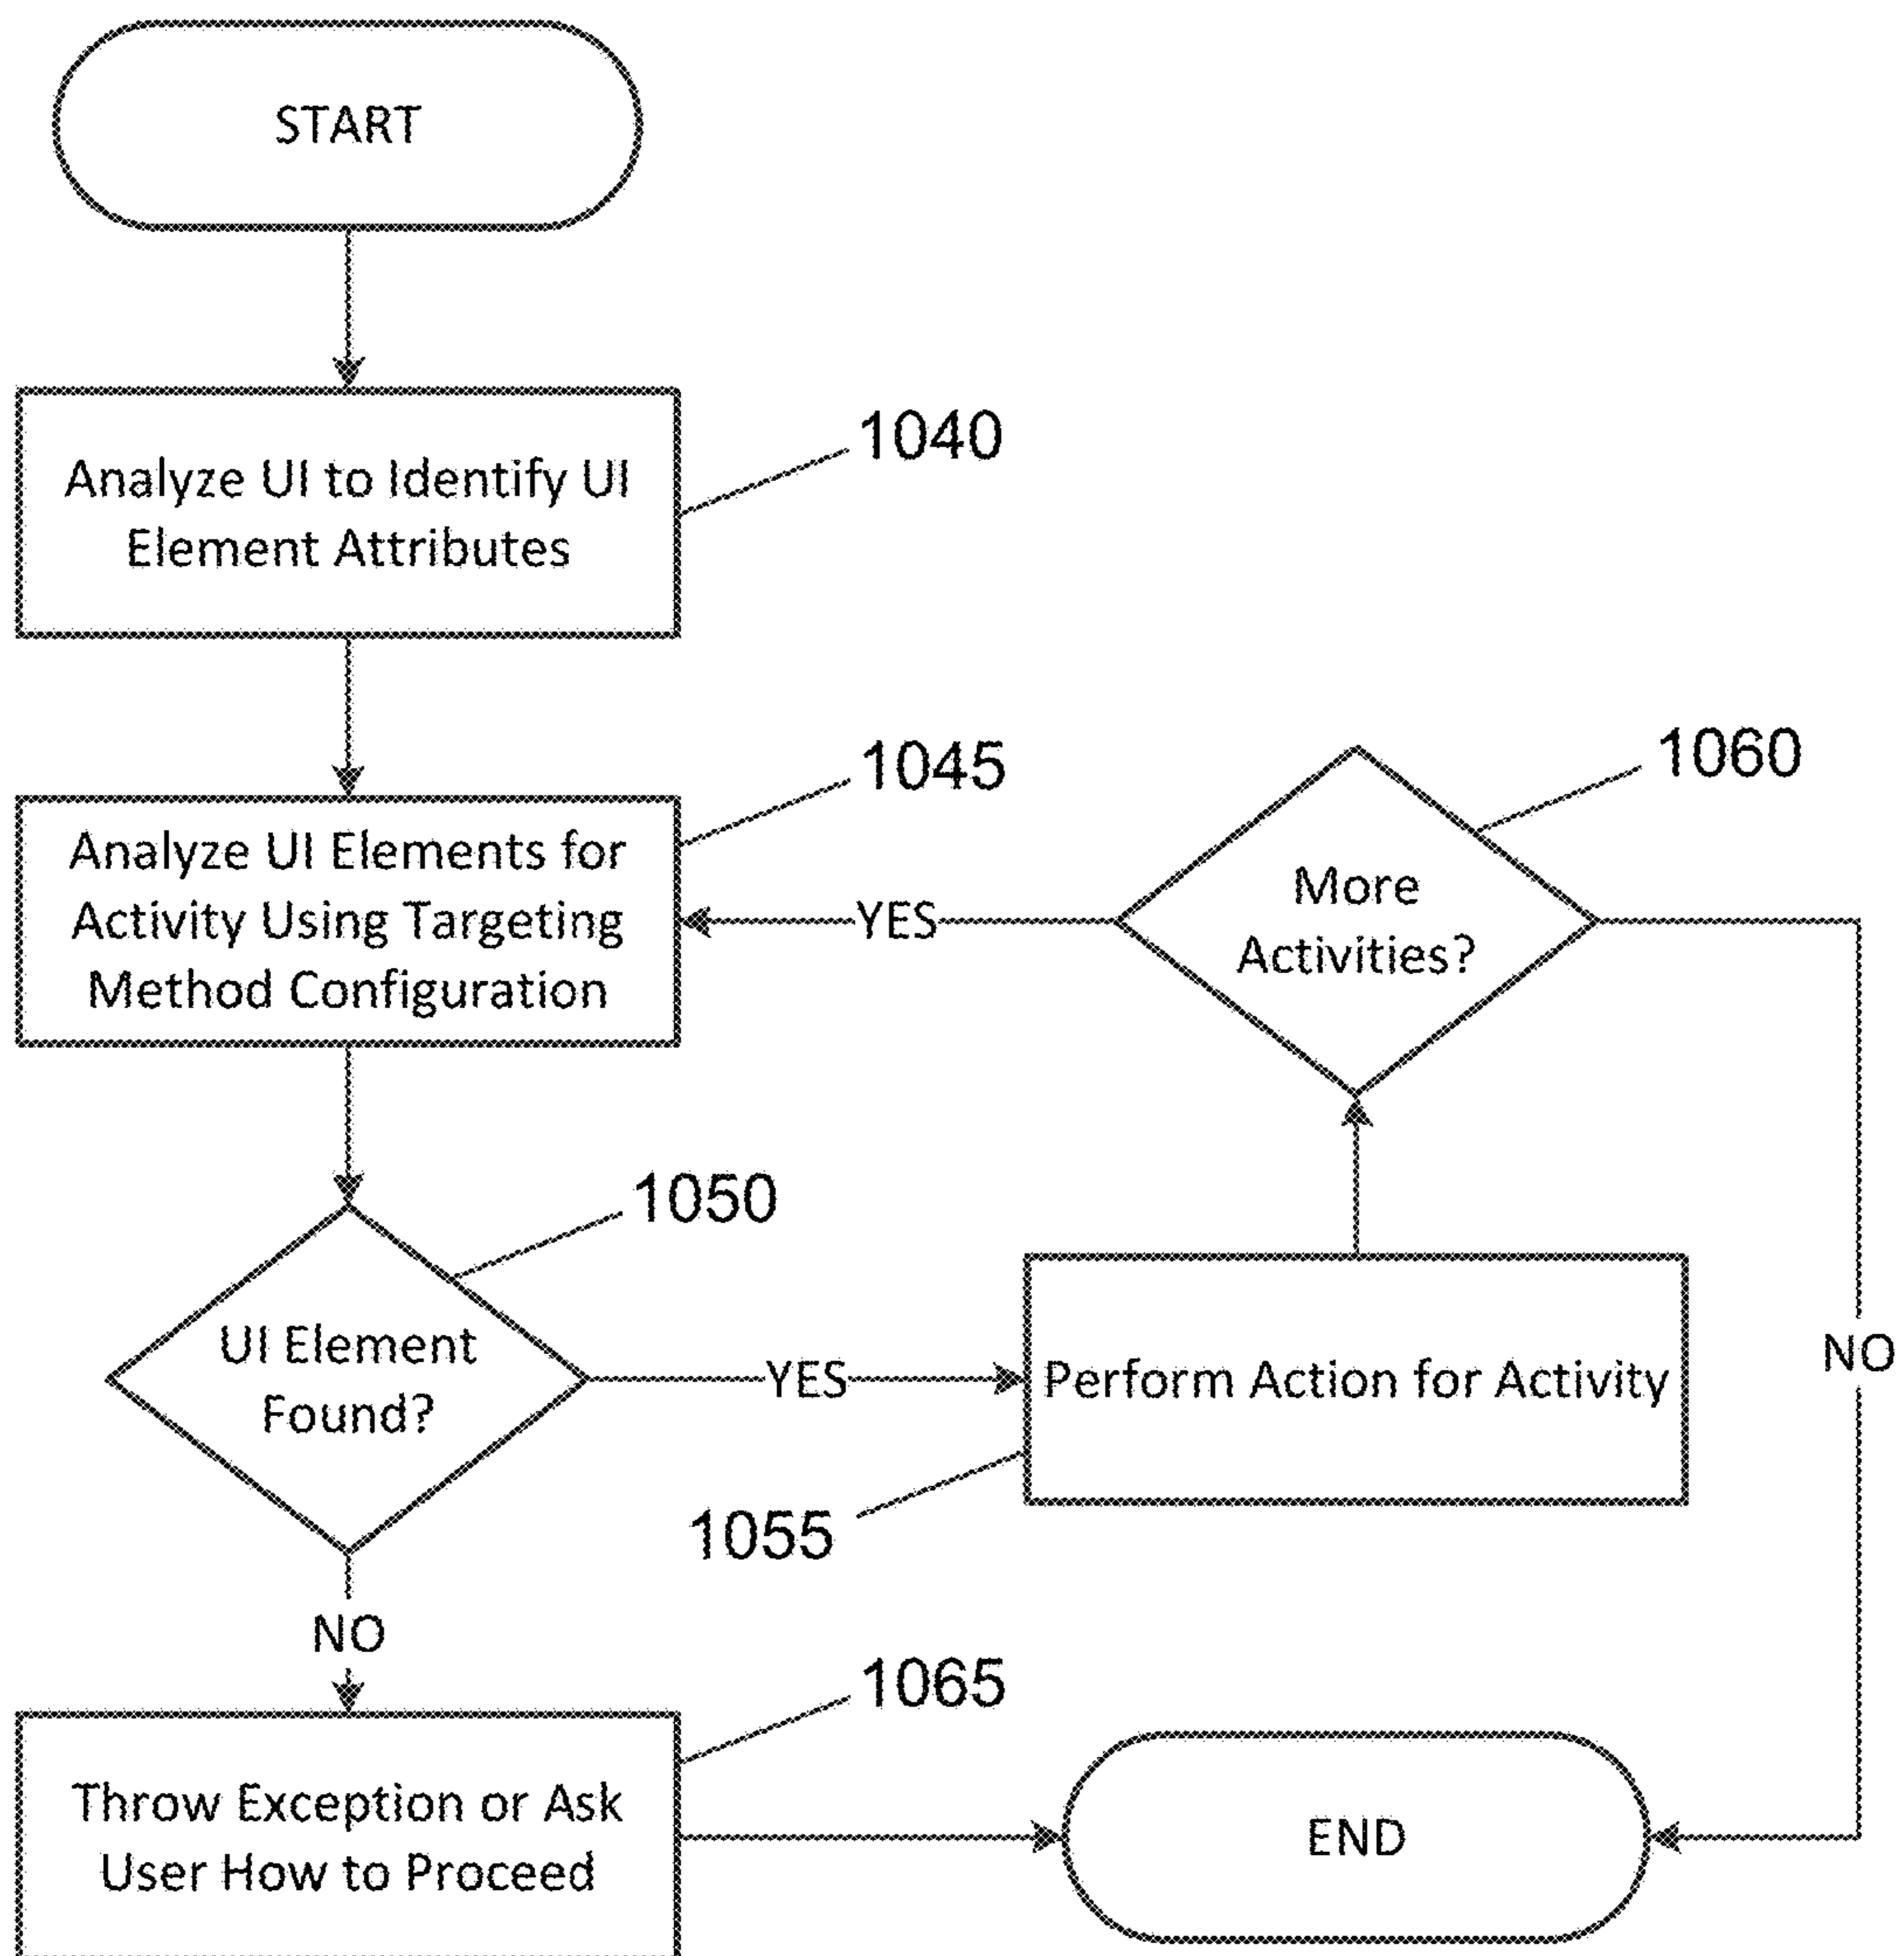 START
Analyze UI to Identify UI
Element Attributes
1040
Analyze UI Elements for
Activity Using Targeting
Method Configuration
1045
YES
More
Activities?
1060
UI Element
Found?
1050
YES
Perform Action for Activity
1055
NO
NO
Throw Exception or Ask
User How to Proceed
1065
END